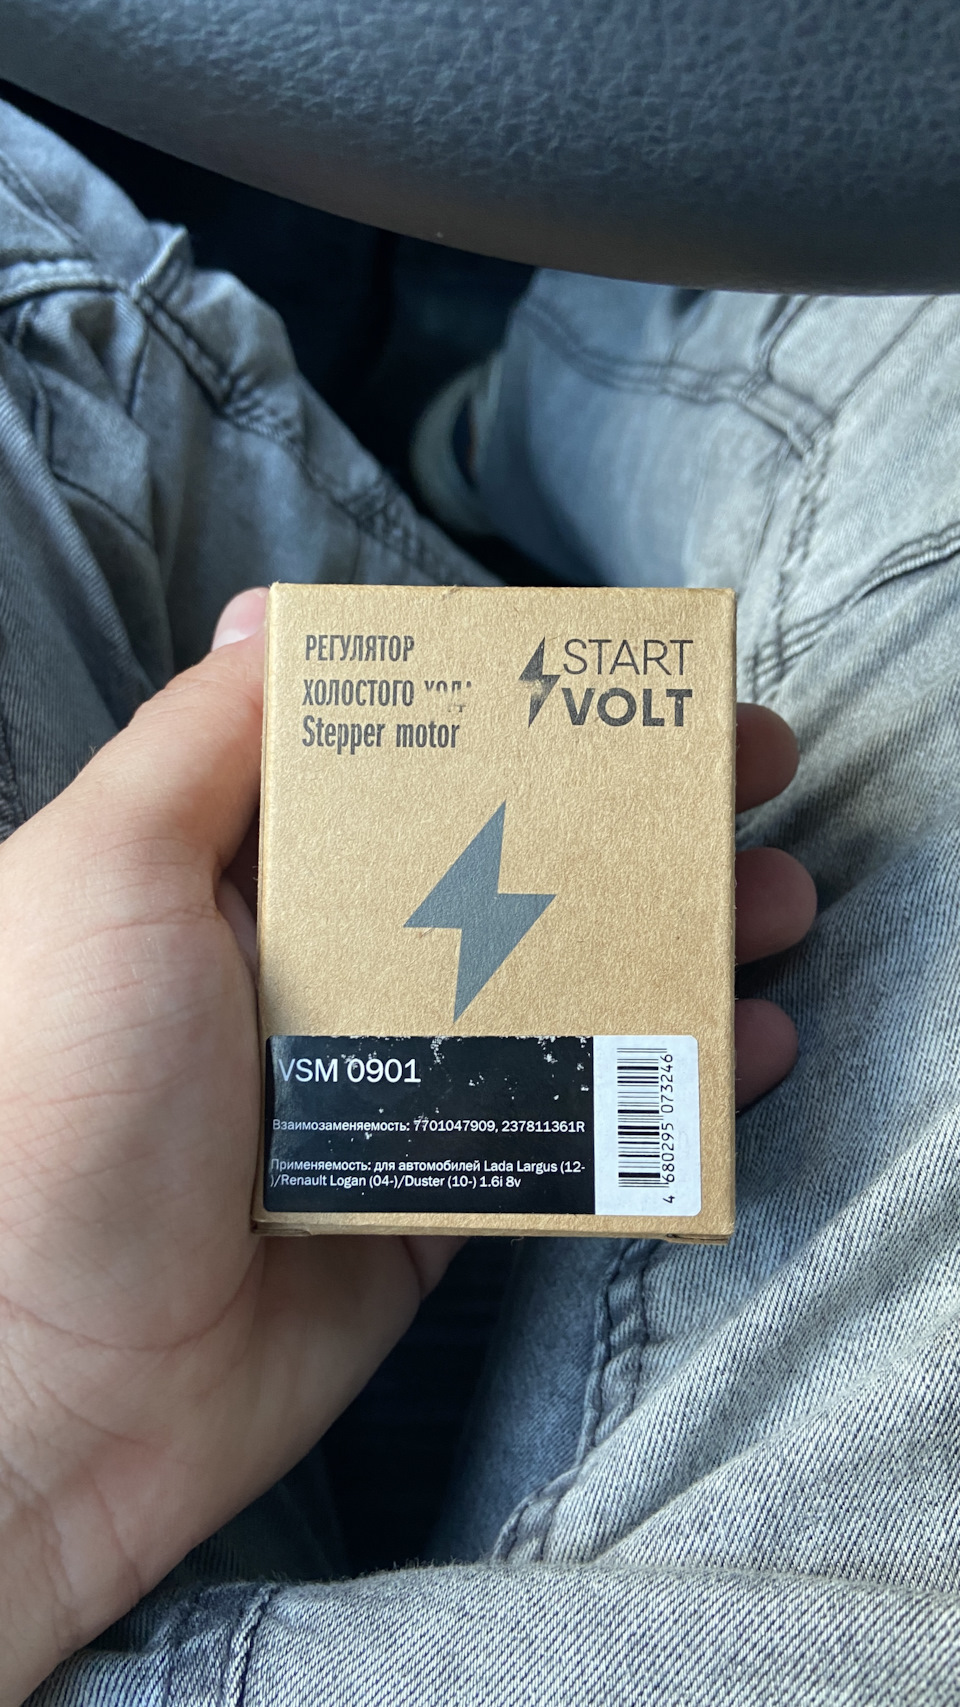 РЕГУЛЯТОР
ХОЛОСТОГО
Stepper motor
START
VOLT
VSM 0901
Взаимозаменяемость: 7701047909, 237811361R
Применяемость: для автомобилей Lada Largus (12-
)/Renault Logan (04-)/Duster (10-) 1.6i 8v
4 680295 073246